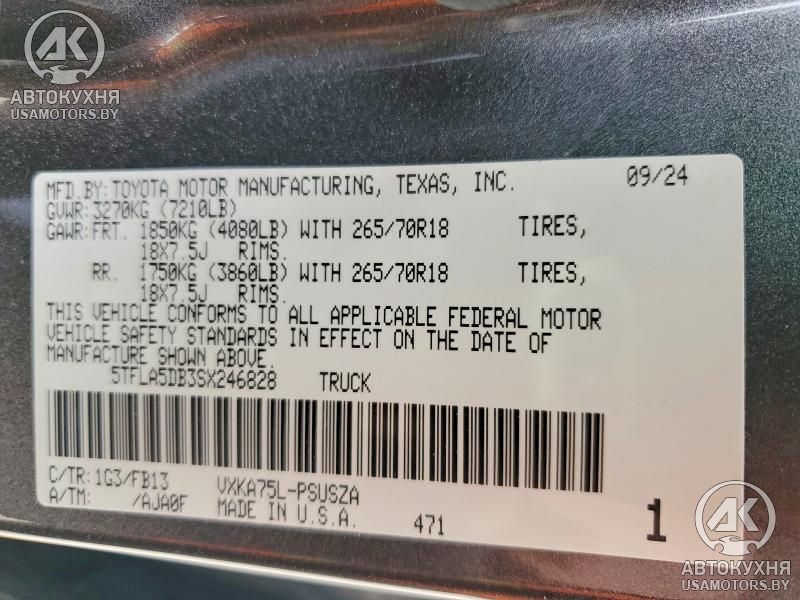 AK
АВТОКУХНЯ
USAMOTORS.BY
MFD.BY: TOYOTA MOTOR MANUFACTURING, TEXAS, INC. 09/24
GVWR: 3270KG (7210LB)
GAWR: FRT. 1850KG (4080LB) WITH 265/70R18 TIRES,
18X7.5J RIMS.
RR. 1750KG (3860LB) WITH 265/70R18 TIRES,
18X7.5J RIMS.
THIS VEHICLE CONFORMS TO ALL APPLICABLE FEDERAL MOTOR
VEHICLE SAFETY STANDARDS IN EFFECT ON THE DATE OF
MANUFACTURE SHOWN ABOVE.
5TFLA5DB3SX246828 TRUCK
C/TR: 1G3/FB13 VXKA75L-PSUSZA
A/TM: /AJA0F MADE IN U.S.A. 471 1
AK
АВТОКУХНЯ
USAMOTORS.BY